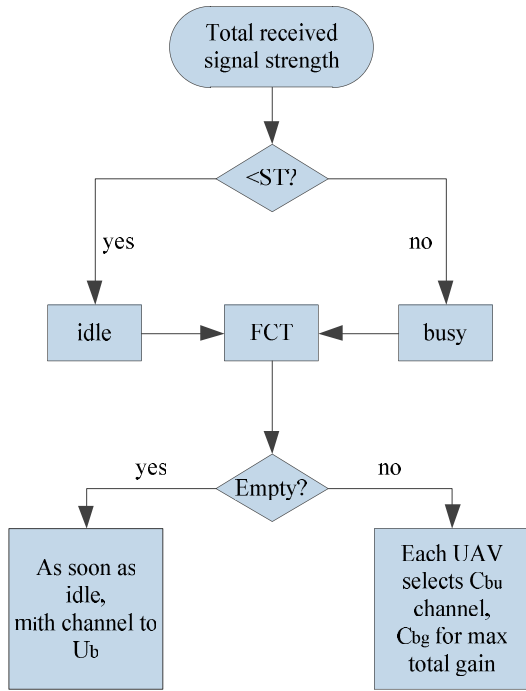 Total received
signal strength
<ST?
yes
no
idle
FCT
busy
yes
Empty?
no
As soon as
idle,
mith channel to
Ub
Each UAV
selects Cbu
channel,
Cbg for max
total gain